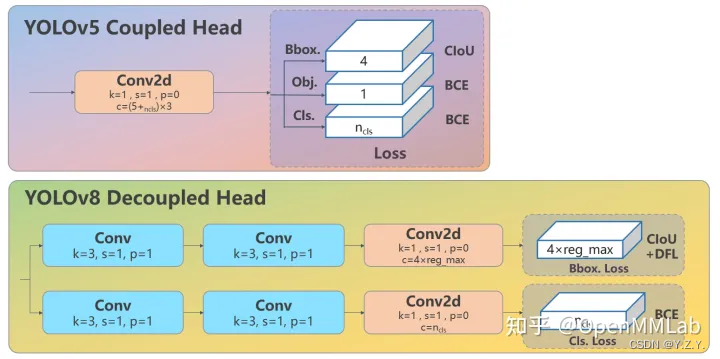 YOLOv5 Coupled Head
Conv2d
k=1 , s=1 , p=0
c=(5+ncls)×3
Bbox.
4
CIoU
Obj.
1
BCE
Cls.
ncls
BCE
Loss
YOLOv8 Decoupled Head
Conv
k=3, s=1, p=1
Conv
k=3, s=1, p=1
Conv2d
k=1 , s=1 , p=0
c=4×reg_max
4×reg_max
CIoU
+DFL
Bbox. Loss
Conv
k=3, s=1, p=1
Conv
k=3, s=1, p=1
Conv2d
k=1 , s=1 , p=0
c=ncls
BCE
Cls. Loss
知乎 @OpenMMLab
CSDN @Y.Z.Y.